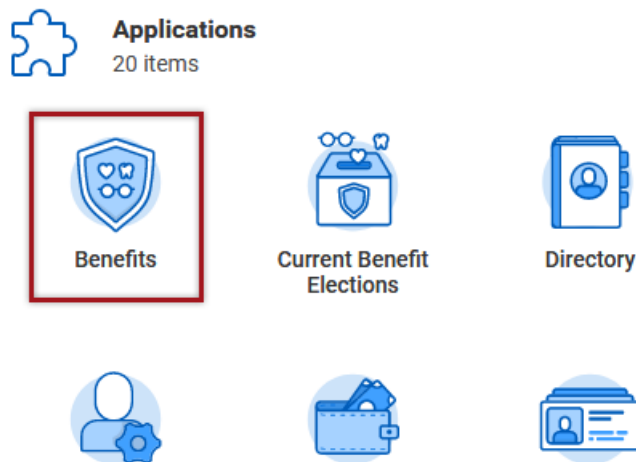 Applications
20 items
Benefits
Current Benefit
Elections
Directory